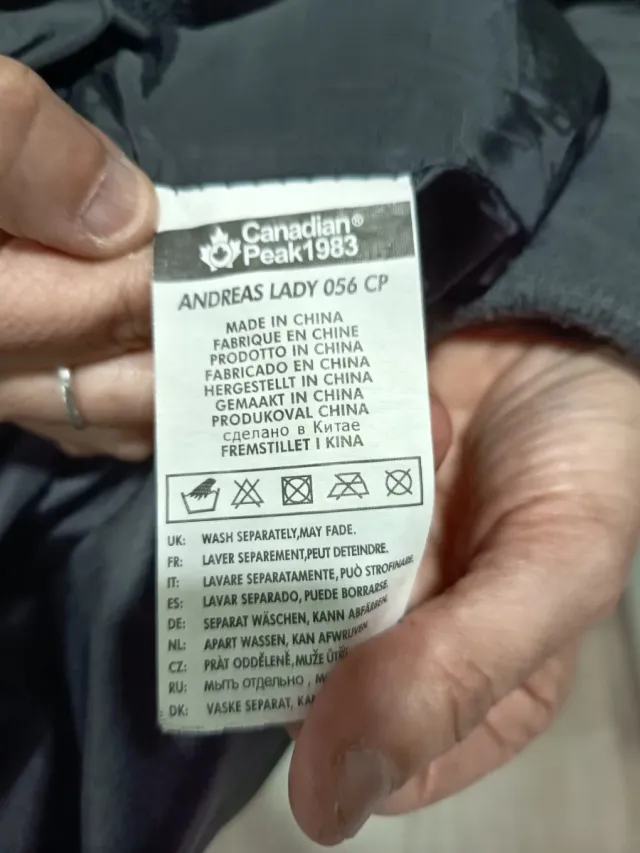 Canadian®
Peak1983
ANDREAS LADY 056 CP
MADE IN CHINA
FABRIQUE EN CHINE
PRODOTTO IN CHINA
FABRICADO EN CHINA
HERGESTELLT IN CHINA
GEMAAKT IN CHINA
PRODUKOVAL CHINA
сделано в Китае
FREMSTILLET I KINA
UK: WASH SEPARATELY,MAY FADE.
FR: LAVER SEPAREMENT,PEUT DETEINDRE.
IT: LAVARE SEPARATAMENTE, PUÒ STROFINARE
ES: LAVAR SEPARADO, PUEDE BORRARSE.
DE: SEPARAT WÄSCHEN, KANN ABFÄRBEN.
NL: APART WASSEN, KAN AFWRIJVEN
CZ: PRÀT ODDĚLENĚ,MUŽE
RU: МЫТЬ ОТДЕЛЬНО ,
DK: VASKE SEPARAT,